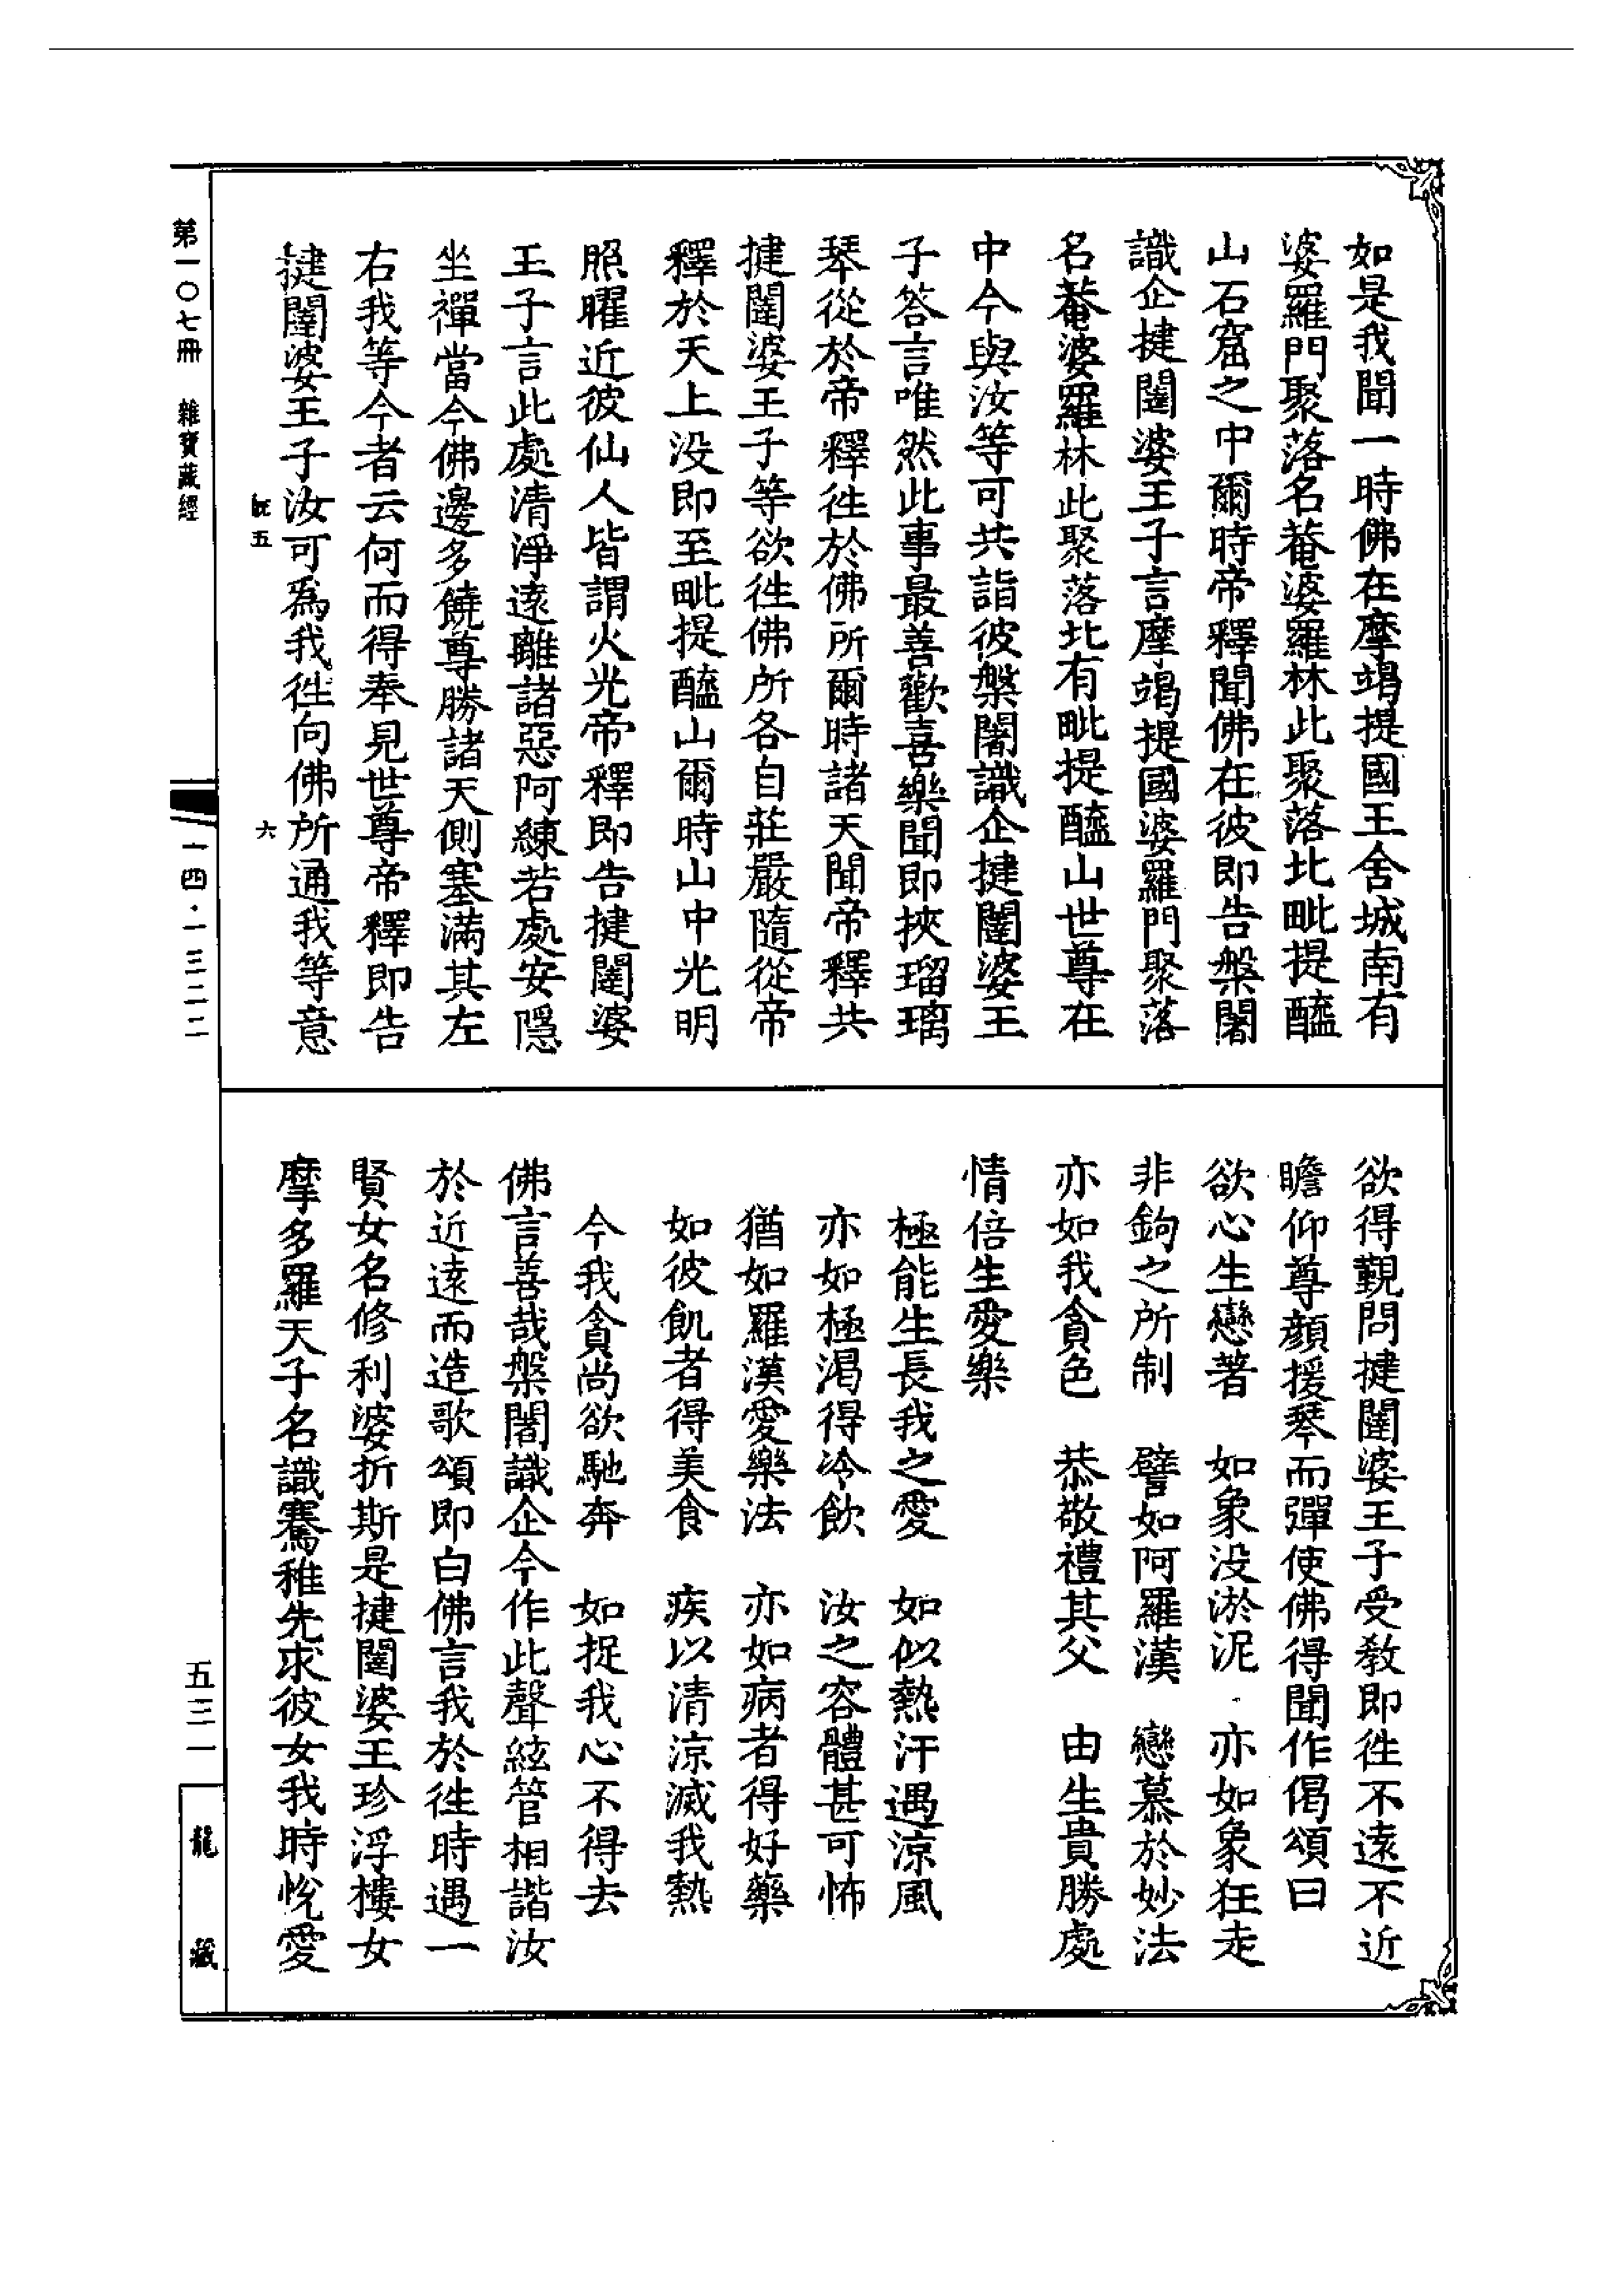 如是我聞一時佛在摩竭提國王舍城南有
婆羅門聚落名菴婆羅林此聚落北毗提醯
山石窟之中爾時帝釋聞佛在彼即告槃闍
識企揵闥婆王子言摩竭提國婆羅門聚落
名菴婆羅林此聚落北有毗提醯山世尊在
中今與汝等可共詣彼槃闍識企揵闥婆王
子答言唯然此事最善歡喜樂聞即挾瑠璃
琴從於帝釋徃於佛所爾時諸天聞帝釋共
揵闥婆王子等欲徃佛所各自莊嚴隨從帝
釋於天上没即至毗提醯山爾時山中光明
照曜近彼仙人皆謂火光帝釋即告揵闥婆
王子言此處清淨遠離諸惡阿練若處安隱
坐禪當今佛邊多饒尊勝諸天側塞滿其左
右我等今者云何而得奉見世尊帝釋即告
揵闥婆王子汝可爲我徃向佛所通我等意
欲得覲問揵闥婆王子受教即徃不遠不近
瞻仰尊顔援琴而彈使佛得聞作偈頌曰
欲心生戀著　如象没淤泥　亦如象狂走
非鉤之所制　譬如阿羅漢　戀慕於妙法
亦如我貪色　恭敬禮其父　由生貴勝處
情倍生愛樂
極能生長我之愛　如似熱汗遇涼風
亦如極渴得冷飲　汝之容體甚可怖
猶如羅漢愛樂法　亦如病者得好藥
如彼飢者得美食　疾以清涼滅我熱
今我貪尚欲馳奔　如捉我心不得去
佛言善哉槃闍識企今作此聲絃管相諧汝
於近遠而造歌頌即白佛言我於徃時遇一
賢女名修利婆折斯是揵闥婆王珍浮樓女
摩多羅天子名識騫稚先求彼女我時悅愛
第一〇七冊　雜寶藏經
五
六
一四·一三二二
五三一
龍藏